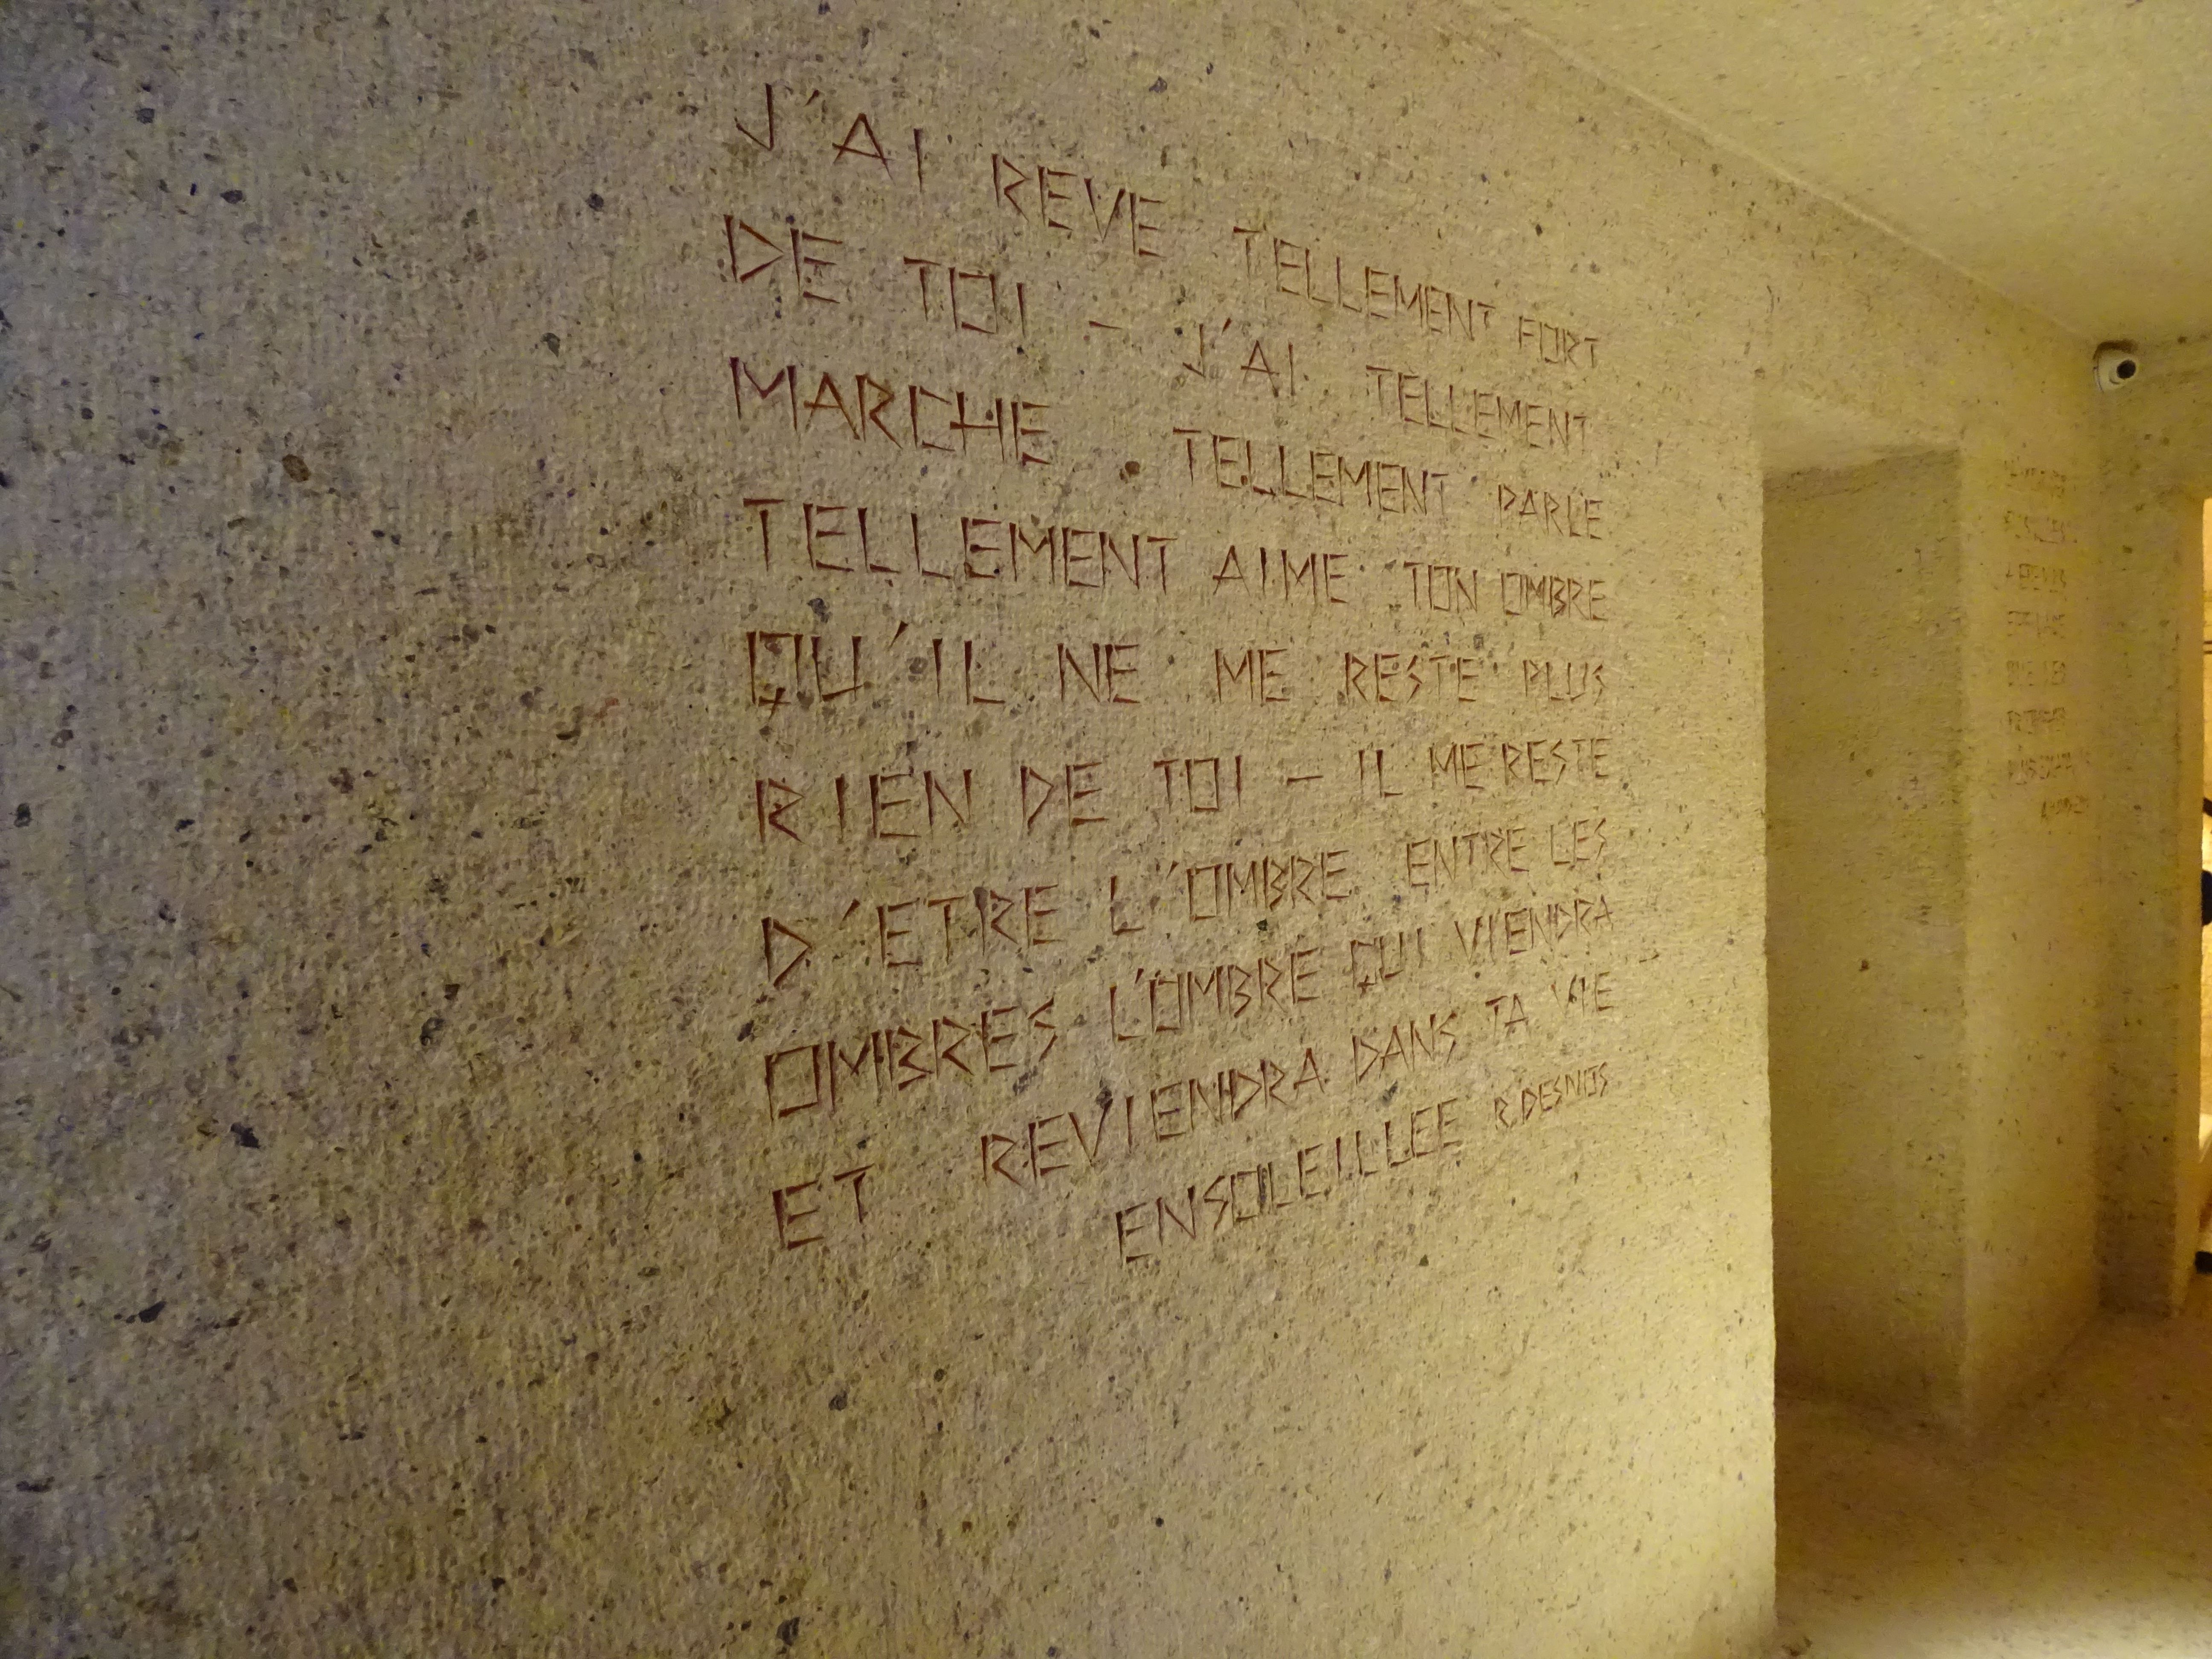 J'AI REVE TELLEMENT FORT
DE TOI - J'AI TELLEMENT
MARCHE . TELLEMENT PARLE
TELLEMENT AIME TON OMBRE
QU'IL NE ME RESTE PLUS
RIEN DE TOI - IL ME RESTE
D'ETRE L'OMBRE ENTRE LES
OMBRES L'OMBRE QUI VIENDRA
ET REVIENDRA DANS TA VIE
ENSOLEILLEE R.DESNOS